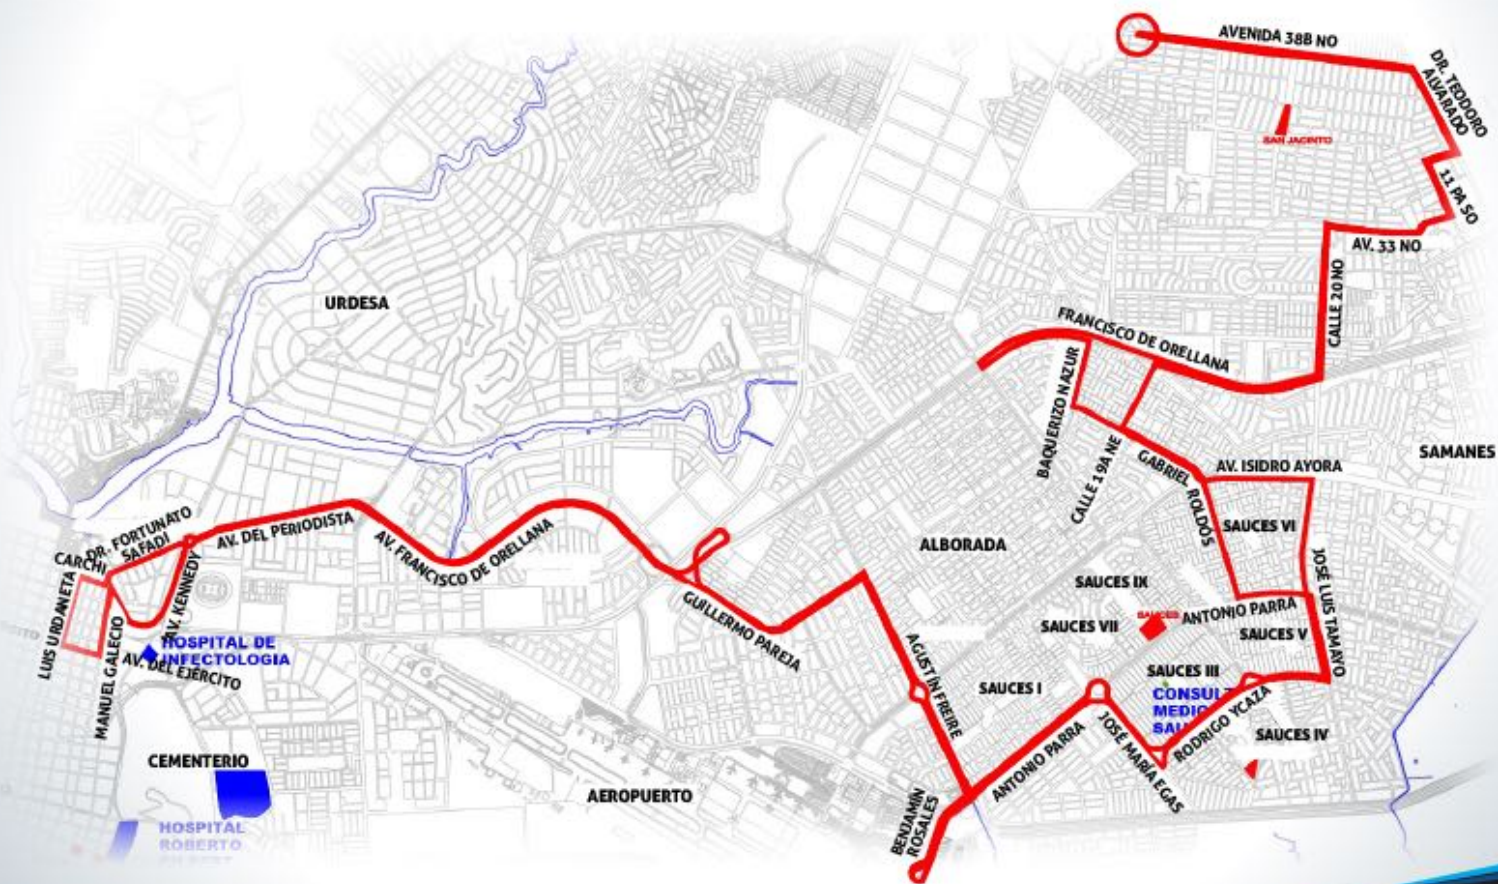 AVENIDA 38B NO
DR. TEODORO
ALVARADO
SAN JACINTO
11 PA SO
AV. 33 NO
CALLE 20 NO
URDESA
FRANCISCO DE ORELLANA
BAQUERIZO NAZUR
CALLE 19A NE
GABRIEL ROLDÓS
AV. ISIDRO AYORA
SAMANES
SAUCES VI
JOSÉ LUIS TAMAYO
DR. FORTUNATO
SAFADI
CARCHI
AV. DEL PERIODISTA
AV. FRANCISCO DE ORELLANA
ALBORADA
SAUCES IX
SAUCES
ANTONIO PARRA
SAUCES VII
SAUCES V
LUIS URDANETA
MANUEL GALECIO
AV. KENNEDY
HOSPITAL DE
INFECTOLOGIA
AV. DEL EJÉRCITO
GUILLERMO PAREJA
AGUSTÍN FREIRE
SAUCES I
SAUCES III
CONSULT
MEDIC
SAU
RODRIGO YCAZA
JOSÉ MARÍA EGAS
SAUCES IV
ANTONIO PARRA
CEMENTERIO
AEROPUERTO
BENJAMÍN
ROSALES
HOSPITAL
ROBERTO